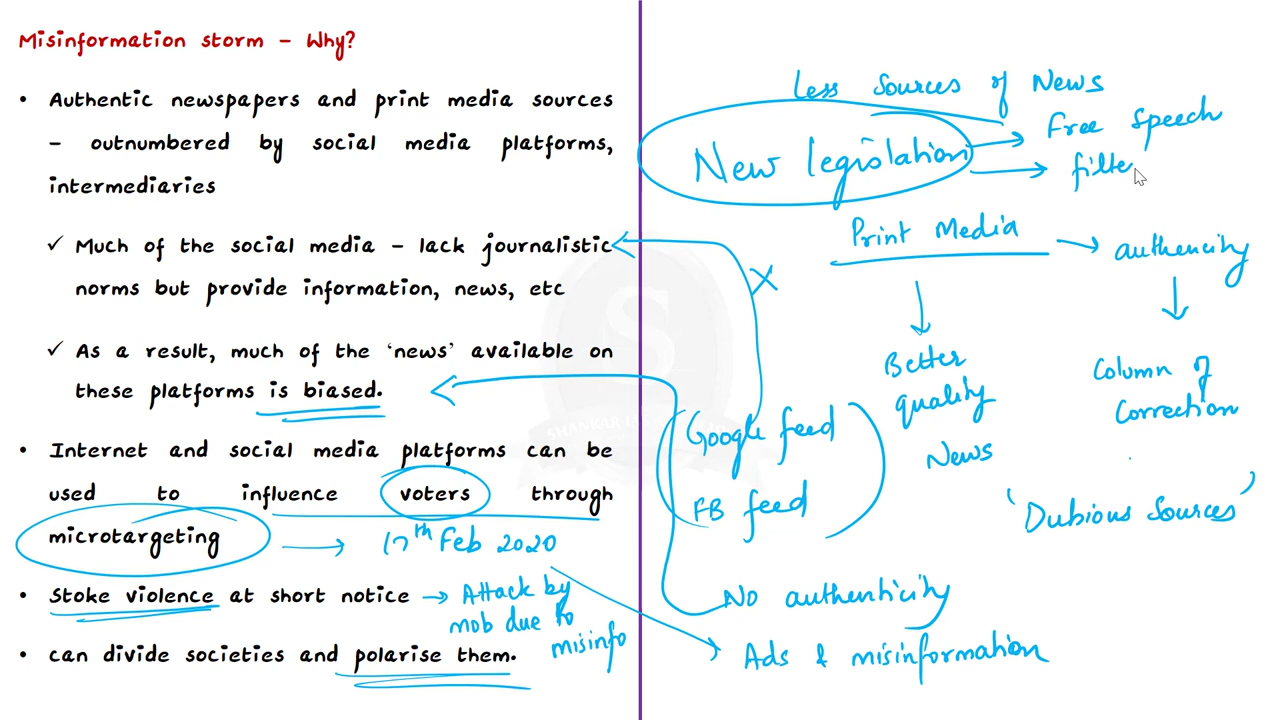 Misinformation storm – Why?
• Authentic newspapers and print media sources
– outnumbered by social media platforms,
intermediaries
✓ Much of the social media – lack journalistic
norms but provide information, news, etc
✓ As a result, much of the ‘news’ available on
these platforms is biased.
• Internet and social media platforms can be
used to influence voters through
microtargeting
17th Feb 2020
• Stoke violence at short notice
Attack by
mob due to
misinfo
• can divide societies and polarise them.
Less Sources of News
New legislation
Free Speech
filte
Print Media
authencity
X
Better
quality
News
Column of
Correction
Google feed
FB feed
'Dubious Sources'
No authenticity
Ads & misinformation
S